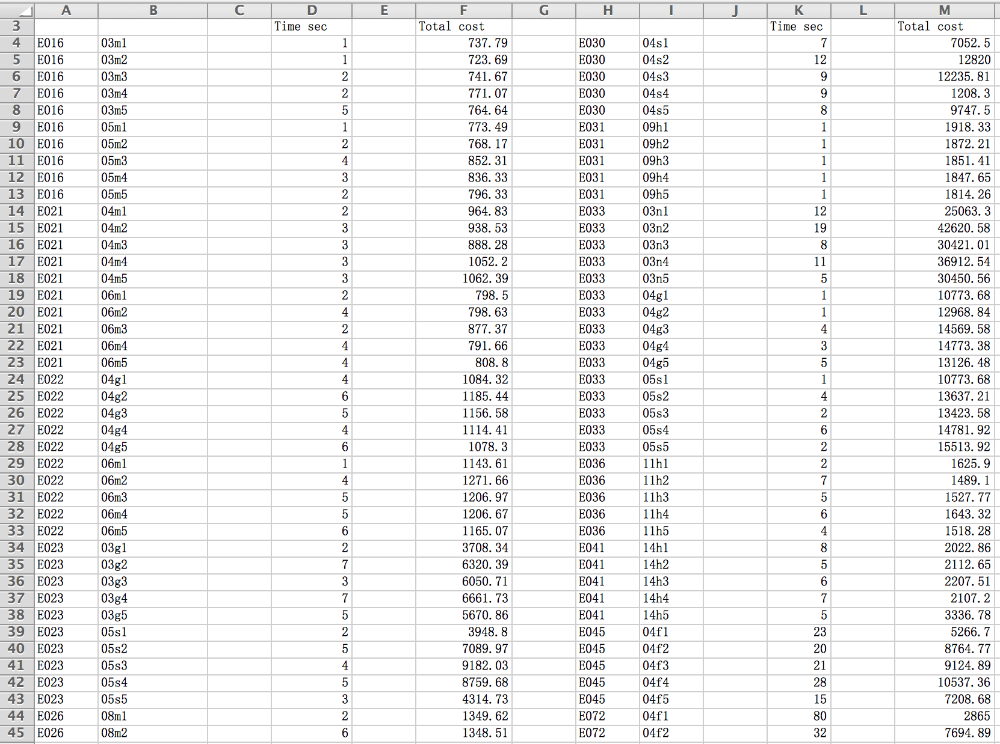 A B C D E F G H I J K L M
3 Time sec Total cost Time sec Total cost
4 E016 03m1 1 737.79 E030 04s1 7 7052.5
5 E016 03m2 1 723.69 E030 04s2 12 12820
6 E016 03m3 2 741.67 E030 04s3 9 12235.81
7 E016 03m4 2 771.07 E030 04s4 9 1208.3
8 E016 03m5 5 764.64 E030 04s5 8 9747.5
9 E016 05m1 1 773.49 E031 09h1 1 1918.33
10 E016 05m2 2 768.17 E031 09h2 1 1872.21
11 E016 05m3 4 852.31 E031 09h3 1 1851.41
12 E016 05m4 3 836.33 E031 09h4 1 1847.65
13 E016 05m5 2 796.33 E031 09h5 1 1814.26
14 E021 04m1 2 964.83 E033 03n1 12 25063.3
15 E021 04m2 3 938.53 E033 03n2 19 42620.58
16 E021 04m3 3 888.28 E033 03n3 8 30421.01
17 E021 04m4 3 1052.2 E033 03n4 11 36912.54
18 E021 04m5 3 1062.39 E033 03n5 5 30450.56
19 E021 06m1 2 798.5 E033 04g1 1 10773.68
20 E021 06m2 4 798.63 E033 04g2 1 12968.84
21 E021 06m3 2 877.37 E033 04g3 4 14569.58
22 E021 06m4 4 791.66 E033 04g4 3 14773.38
23 E021 06m5 4 808.8 E033 04g5 5 13126.48
24 E022 04g1 4 1084.32 E033 05s1 1 10773.68
25 E022 04g2 6 1185.44 E033 05s2 4 13637.21
26 E022 04g3 5 1156.58 E033 05s3 2 13423.58
27 E022 04g4 4 1114.41 E033 05s4 6 14781.92
28 E022 04g5 6 1078.3 E033 05s5 2 15513.92
29 E022 06m1 1 1143.61 E036 11h1 2 1625.9
30 E022 06m2 4 1271.66 E036 11h2 7 1489.1
31 E022 06m3 5 1206.97 E036 11h3 5 1527.77
32 E022 06m4 5 1206.67 E036 11h4 6 1643.32
33 E022 06m5 6 1165.07 E036 11h5 4 1518.28
34 E023 03g1 2 3708.34 E041 14h1 8 2022.86
35 E023 03g2 7 6320.39 E041 14h2 5 2112.65
36 E023 03g3 3 6050.71 E041 14h3 6 2207.51
37 E023 03g4 7 6661.73 E041 14h4 7 2107.2
38 E023 03g5 5 5670.86 E041 14h5 5 3336.78
39 E023 05s1 2 3948.8 E045 04f1 23 5266.7
40 E023 05s2 5 7089.97 E045 04f2 20 8764.77
41 E023 05s3 4 9182.03 E045 04f3 21 9124.89
42 E023 05s4 5 8759.68 E045 04f4 28 10537.36
43 E023 05s5 3 4314.73 E045 04f5 15 7208.68
44 E026 08m1 2 1349.62 E072 04f1 80 2865
45 E026 08m2 6 1348.51 E072 04f2 32 7694.89